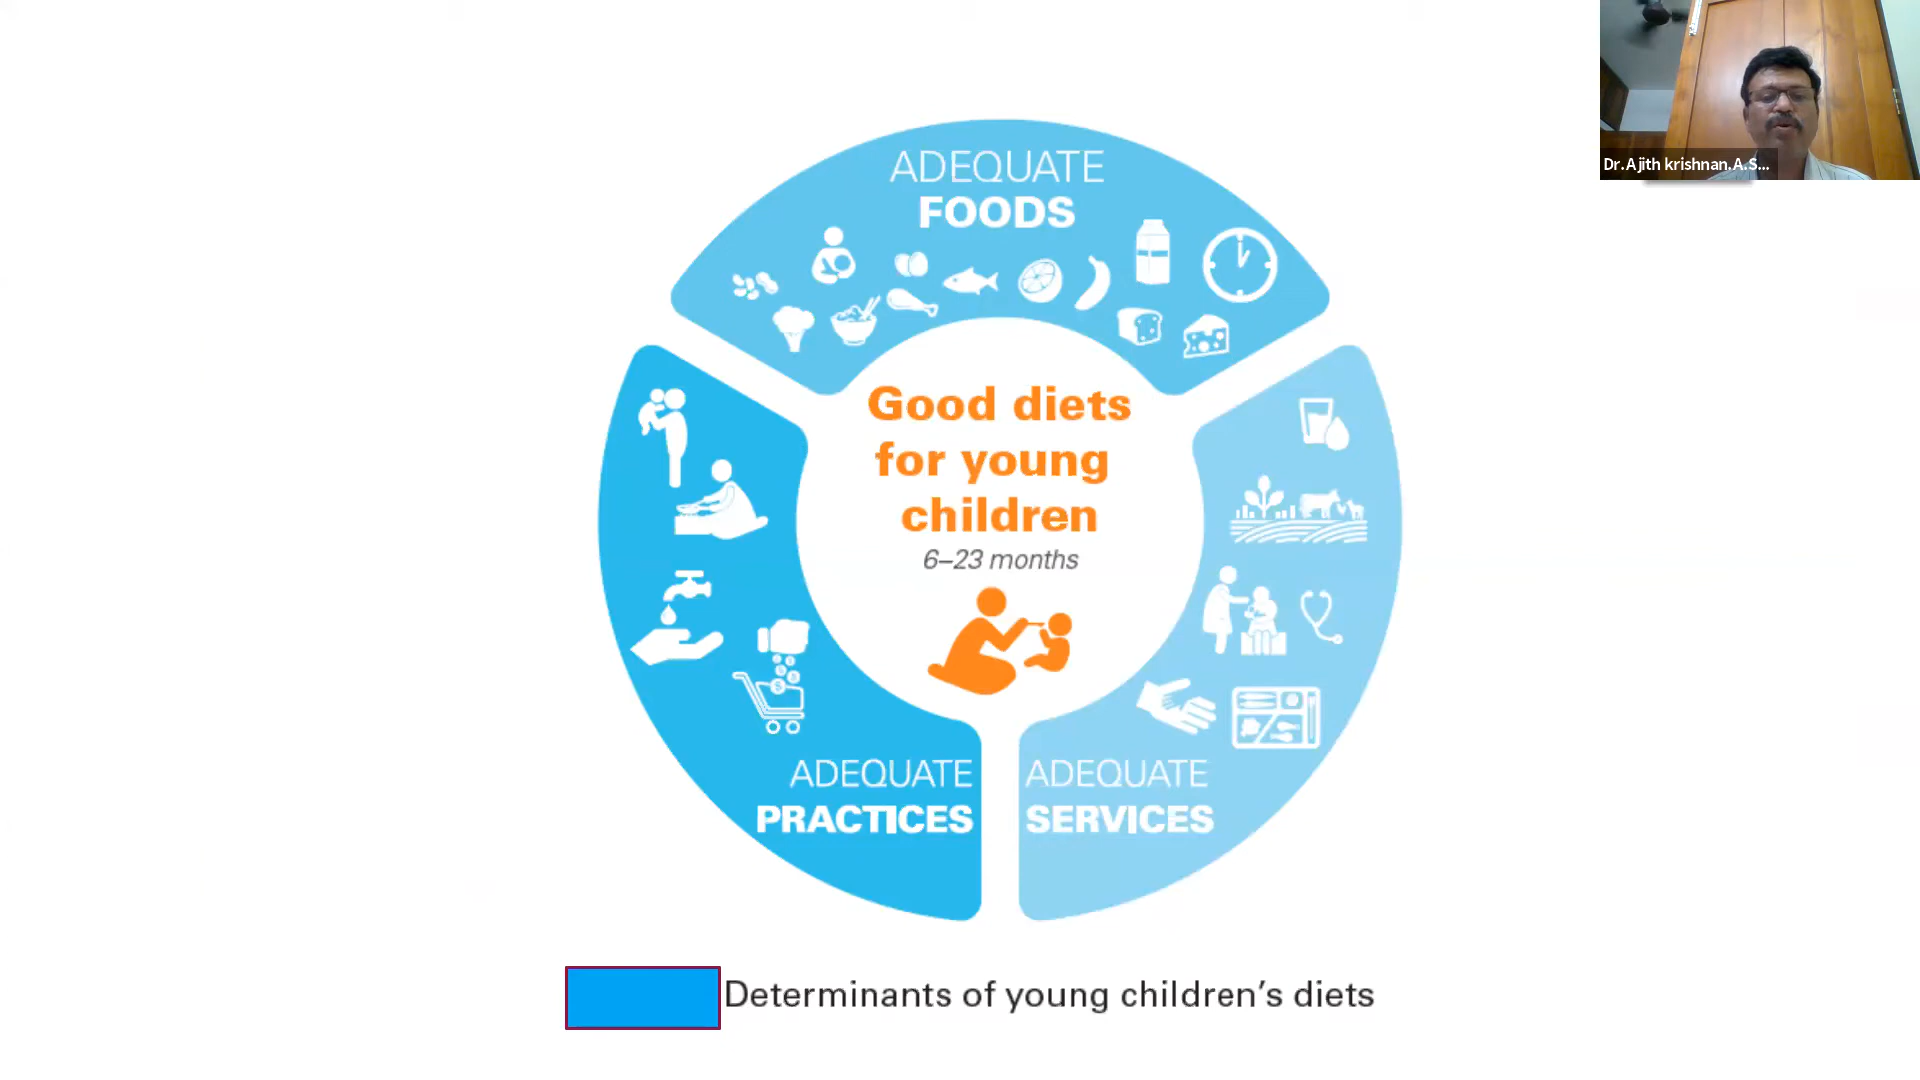 ADEQUATE
FOODS
Good diets
for young
children
6–23 months
ADEQUATE
PRACTICES
ADEQUATE
SERVICES
Determinants of young children’s diets
Dr.Ajith krishnan.A.S...